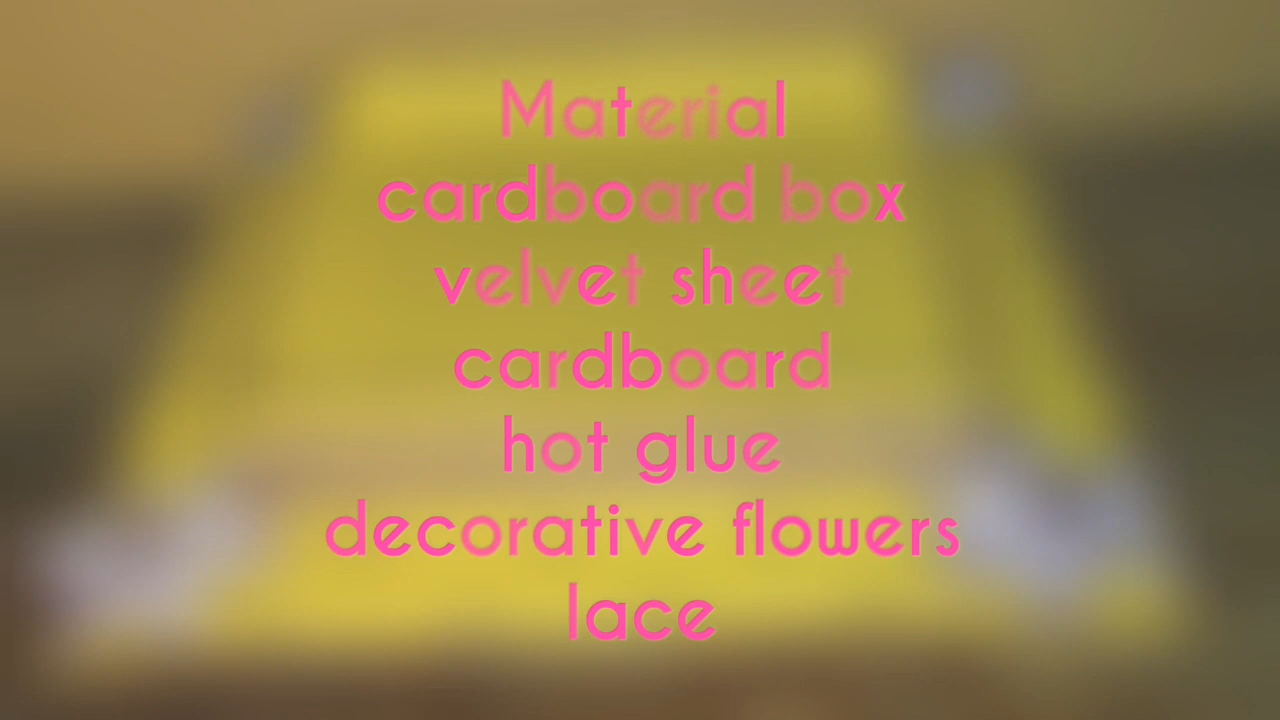 Material
cardboard box
velvet sheet
cardboard
hot glue
decorative flowers
lace